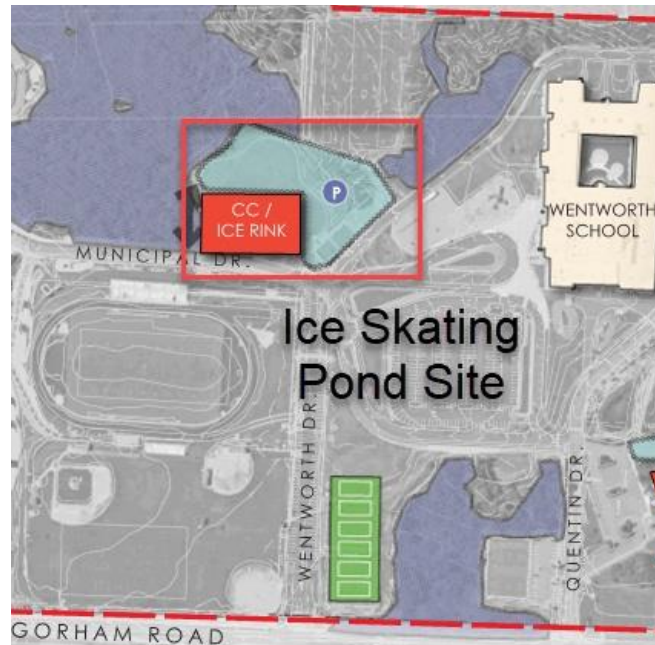 P
CC /
ICE RINK
WENTWORTH
SCHOOL
MUNICIPAL DR.
Ice Skating
Pond Site
WENTWORTH DR.
QUENTIN DR.
GORHAM ROAD